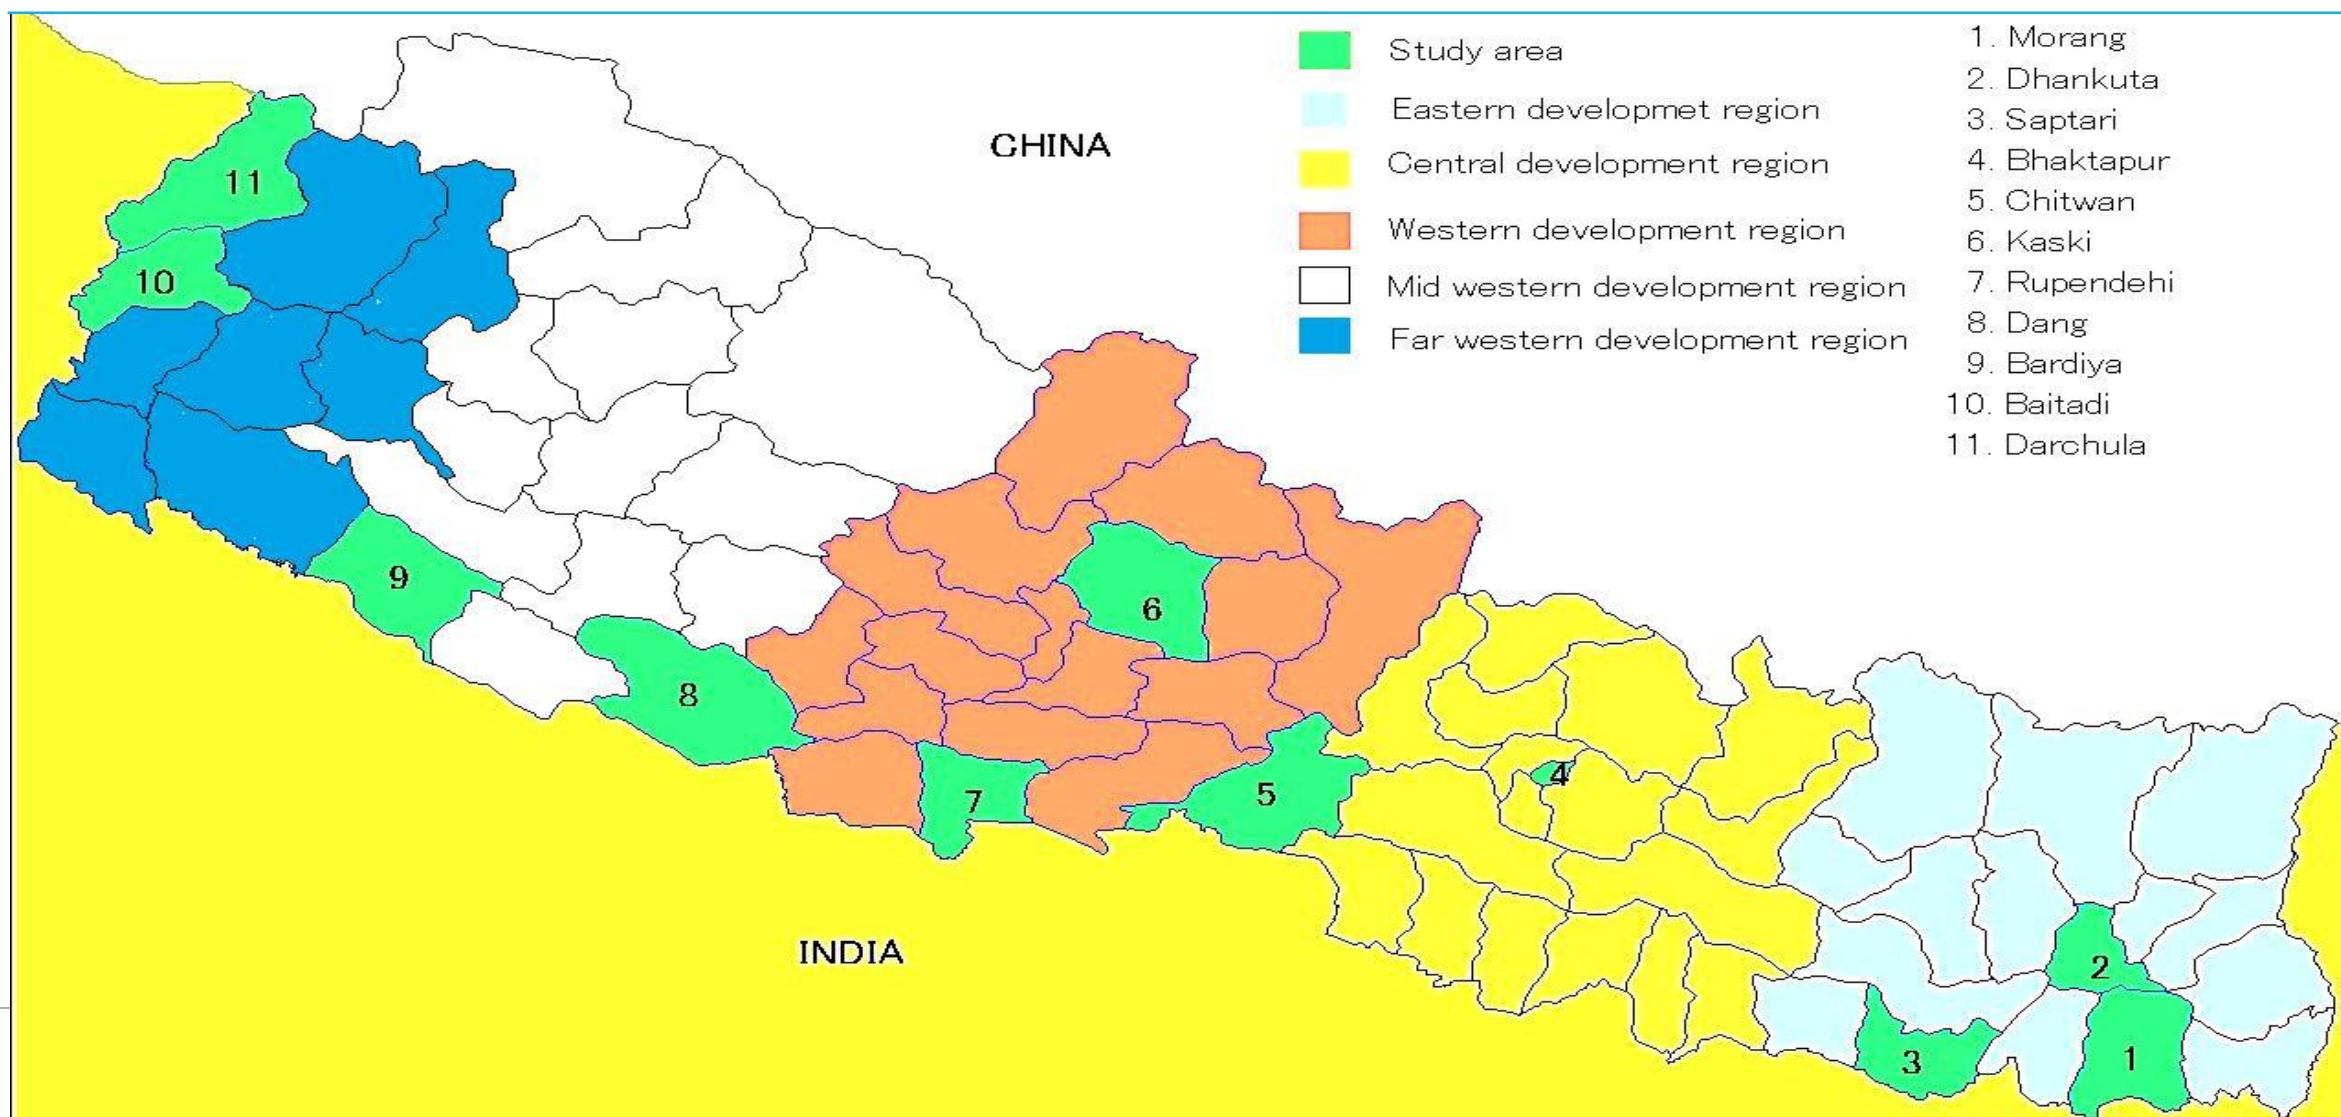 Study area
Eastern developmet region
Central development region
Western development region
Mid western development region
Far western development region
1. Morang
2. Dhankuta
3. Saptari
4. Bhaktapur
5. Chitwan
6. Kaski
7. Rupendehi
8. Dang
9. Bardiya
10. Baitadi
11. Darchula
CHINA
11
10
9
6
8
4
5
7
INDIA
2
3
1